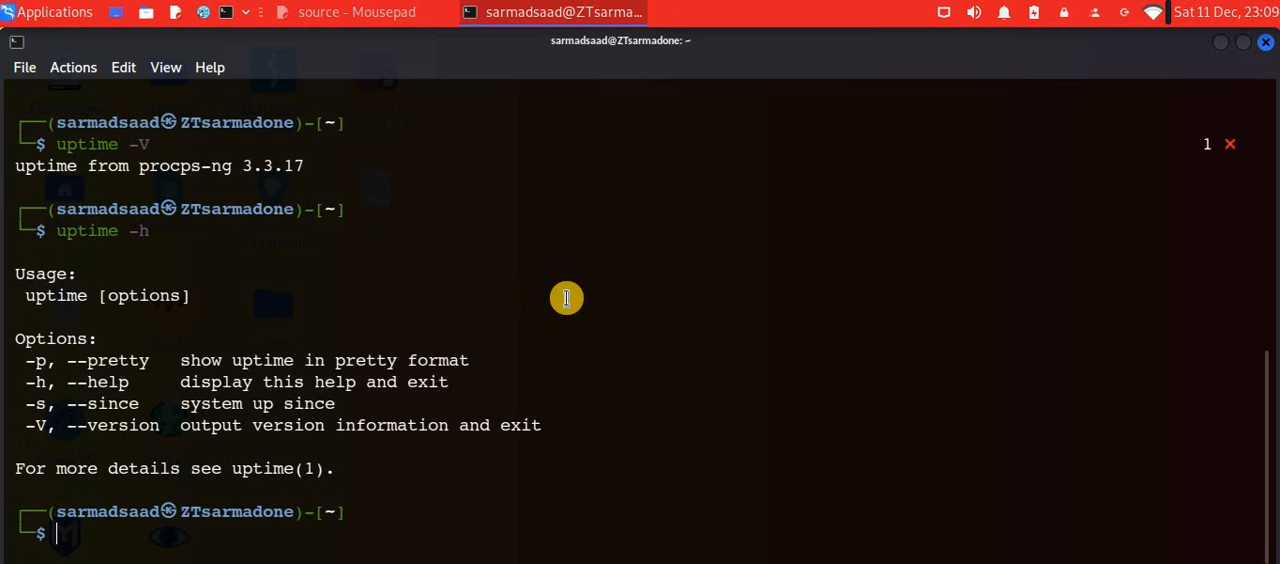 Applications source - Mousepad sarmadsaad@ZTsarma... Sat 11 Dec, 23:09
sarmadsaad@ZTsarmadone: ~
File Actions Edit View Help
┌──(sarmadsaad㉿ZTsarmadone)-[~]
└─$ uptime -V 1 ✕
uptime from procps-ng 3.3.17
┌──(sarmadsaad㉿ZTsarmadone)-[~]
└─$ uptime -h
Usage:
uptime [options]
Options:
-p, --pretty show uptime in pretty format
-h, --help display this help and exit
-s, --since system up since
-V, --version output version information and exit
For more details see uptime(1).
┌──(sarmadsaad㉿ZTsarmadone)-[~]
└─$